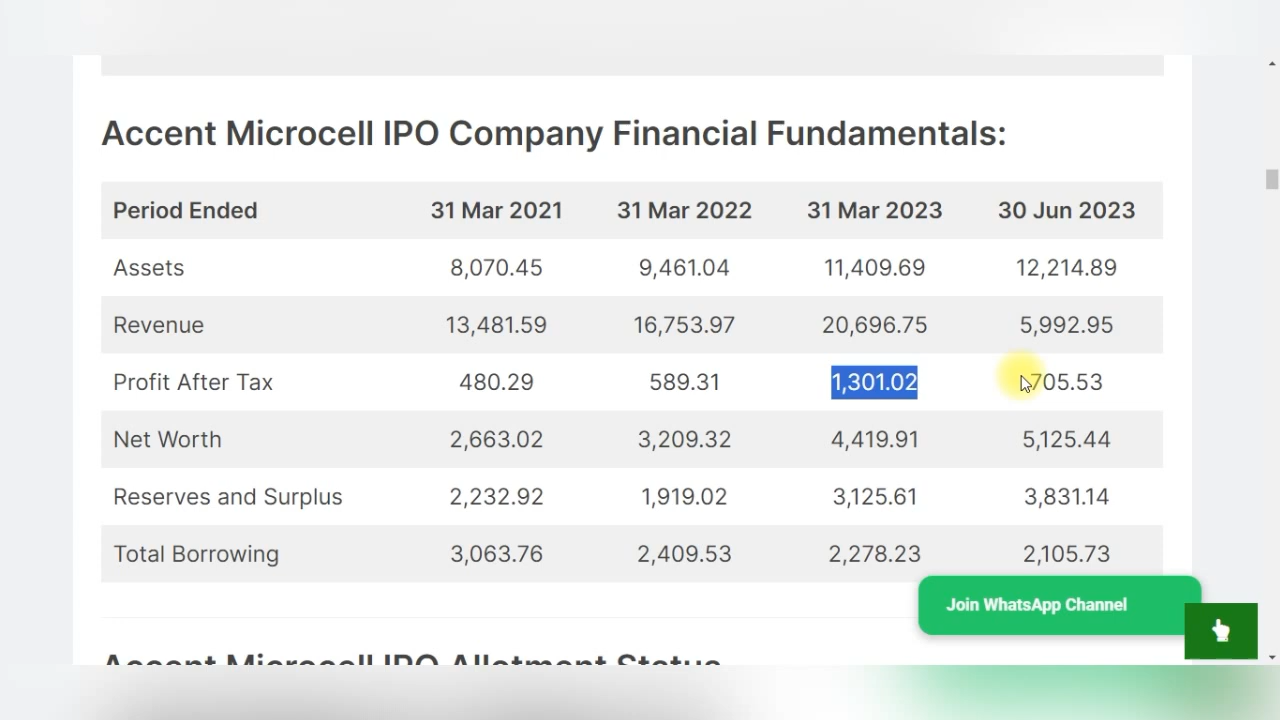 Accent Microcell IPO Company Financial Fundamentals:
Period Ended 31 Mar 2021 31 Mar 2022 31 Mar 2023 30 Jun 2023
Assets 8,070.45 9,461.04 11,409.69 12,214.89
Revenue 13,481.59 16,753.97 20,696.75 5,992.95
Profit After Tax 480.29 589.31 1,301.02 705.53
Net Worth 2,663.02 3,209.32 4,419.91 5,125.44
Reserves and Surplus 2,232.92 1,919.02 3,125.61 3,831.14
Total Borrowing 3,063.76 2,409.53 2,278.23 2,105.73
Join WhatsApp Channel
Accent Microcell IPO Allotment Status